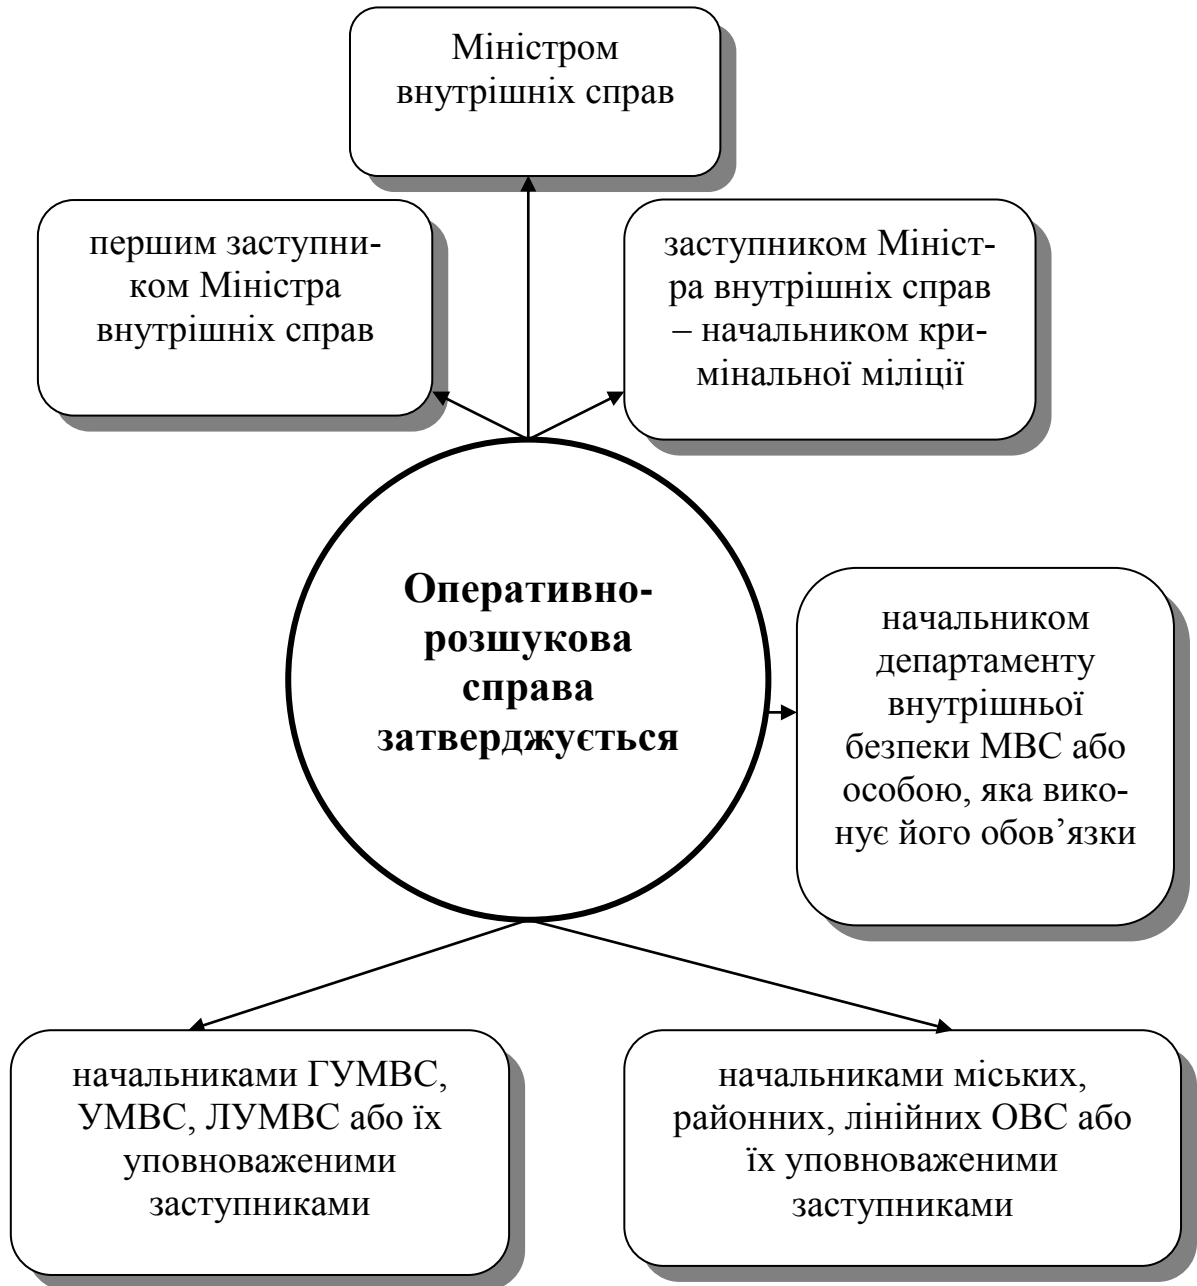 Міністром
внутрішніх справ
першим заступни-
ком Міністра
внутрішніх справ
заступником Мініст-
ра внутрішніх справ
– начальником кри-
мінальної міліції
Оперативно-
розшукова
справа
затверджується
начальником
департаменту
внутрішньої
безпеки МВС або
особою, яка вико-
нує його обов’язки
начальниками ГУМВС,
УМВС, ЛУМВС або їх
уповноваженими
заступниками
начальниками міських,
районних, лінійних ОВС або
їх уповноваженими
заступниками